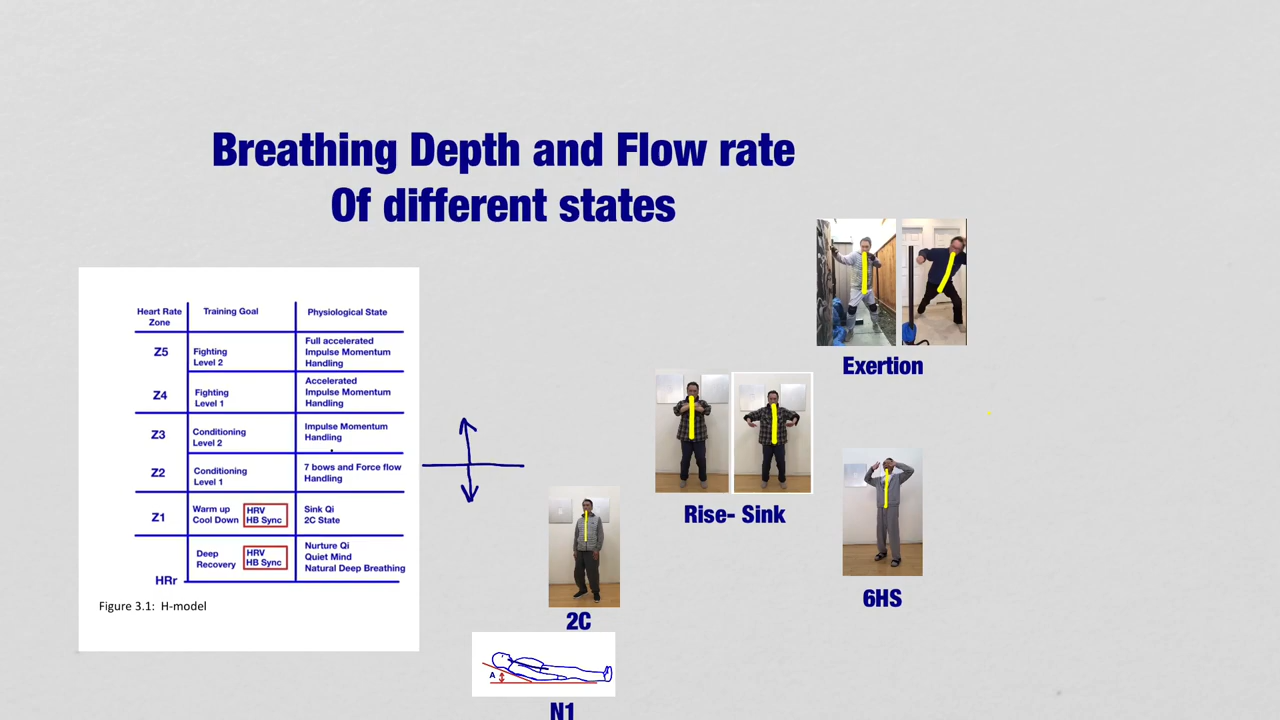 Breathing Depth and Flow rate
Of different states
Heart Rate
Zone
Training Goal
Physiological State
Z5
Fighting
Level 2
Full accelerated
Impulse Momentum
Handling
Z4
Fighting
Level 1
Accelerated
Impulse Momentum
Handling
Z3
Conditioning
Level 2
Impulse Momentum
Handling
Z2
Conditioning
Level 1
7 bows and Force flow
Handling
Z1
Warm up
Cool Down
HRV
HB Sync
Sink Qi
2C State
Deep
Recovery
HRV
HB Sync
Nurture Qi
Quiet Mind
Natural Deep Breathing
HRr
Figure 3.1: H-model
Exertion
Rise- Sink
6HS
2C
A
N1